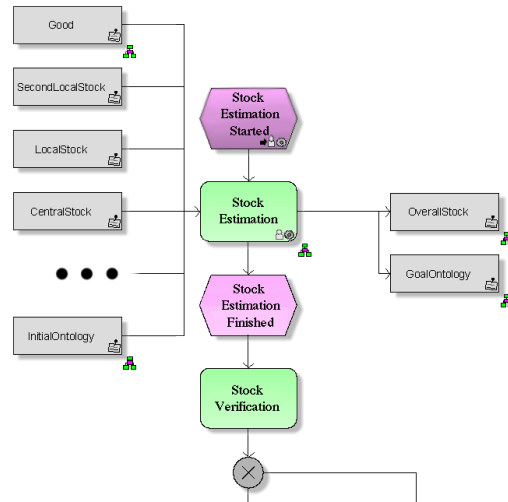 Good
SecondLocalStock
LocalStock
CentralStock
InitialOntology
Stock
Estimation
Started
Stock
Estimation
Stock
Estimation
Finished
Stock
Verification
OverallStock
GoalOntology